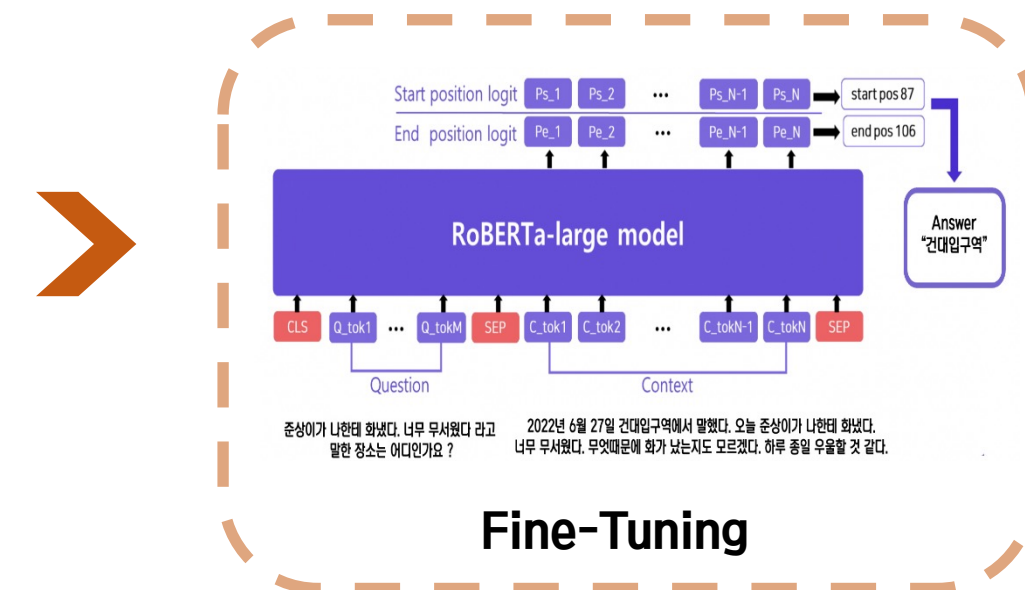 Start position logit Ps_1 Ps_2 ... Ps_N-1 Ps_N start pos 87
End position logit Pe_1 Pe_2 ... Pe_N-1 Pe_N end pos 106
RoBERTa-large model
Answer
"건대입구역"
CLS Q_tok1 ... Q_tokM SEP C_tok1 C_tok2 ... C_tokN-1 C_tokN SEP
Question
Context
준상이가 나한테 화냈다. 너무 무서웠다 라고
말한 장소는 어디인가요 ?
2022년 6월 27일 건대입구역에서 말했다. 오늘 준상이가 나한테 화냈다.
너무 무서웠다. 무엇때문에 화가 났는지도 모르겠다. 하루 종일 우울할 것 같다.
Fine-Tuning